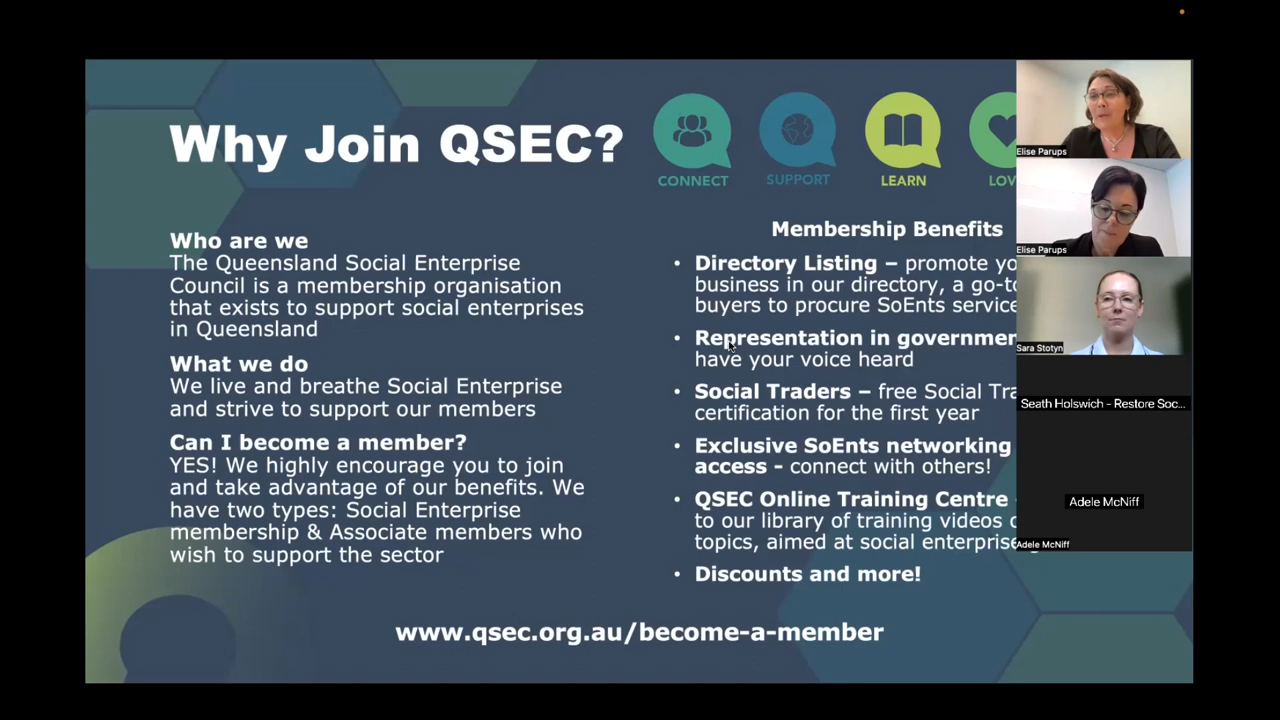 Why Join QSEC?
CONNECT
SUPPORT
LEARN
Who are we
The Queensland Social Enterprise
Council is a membership organisation
that exists to support social enterprises
in Queensland
What we do
We live and breathe Social Enterprise
and strive to support our members
Can I become a member?
YES! We highly encourage you to join
and take advantage of our benefits. We
have two types: Social Enterprise
membership & Associate members who
wish to support the sector
Membership Benefits
• Directory Listing – promote
business in our directory, a
buyers to procure SoEnts
• Representation in
have your voice heard
• Social Traders – free Social
certification for the first year
• Exclusive SoEnts networking
access - connect with others!
• QSEC Online Training Centre
to our library of training videos
topics, aimed at social
• Discounts and more!
www.qsec.org.au/become-a-member
Elise Parups
Elise Parups
Sara Stotyn
Seath Holswich - Restore Soc...
Adele McNiff
Adele McNiff